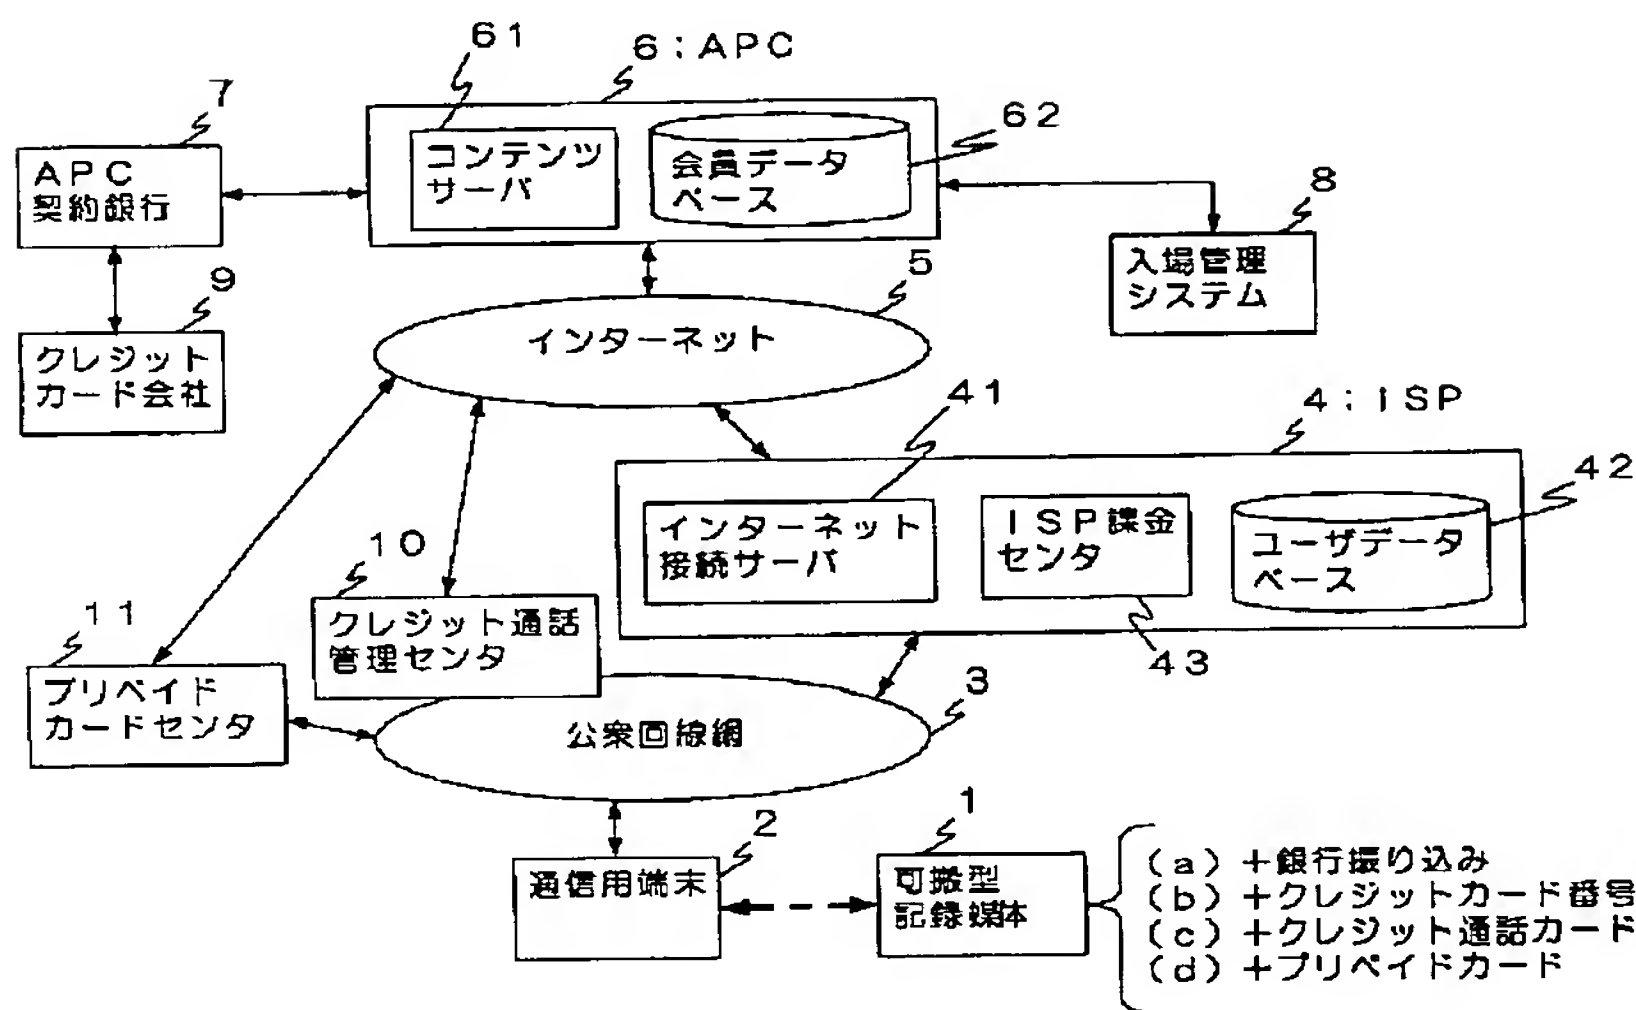 61
6:APC
7
62
APC
契約銀行
コンテンツ
サーバ
会員データ
ベース
8
9
5
入場管理
システム
インターネット
クレジット
カード会社
41
4:ISP
42
10
インターネット
接続サーバ
ISP課金
センタ
ユーザデータ
ベース
11
クレジット通話
管理センタ
43
3
プリペイド
カードセンタ
公衆回線網
2
1
通信用端末
可搬型
記録媒体
(a)+銀行振り込み
(b)+クレジットカード番号
(c)+クレジット通話カード
(d)+プリペイドカード